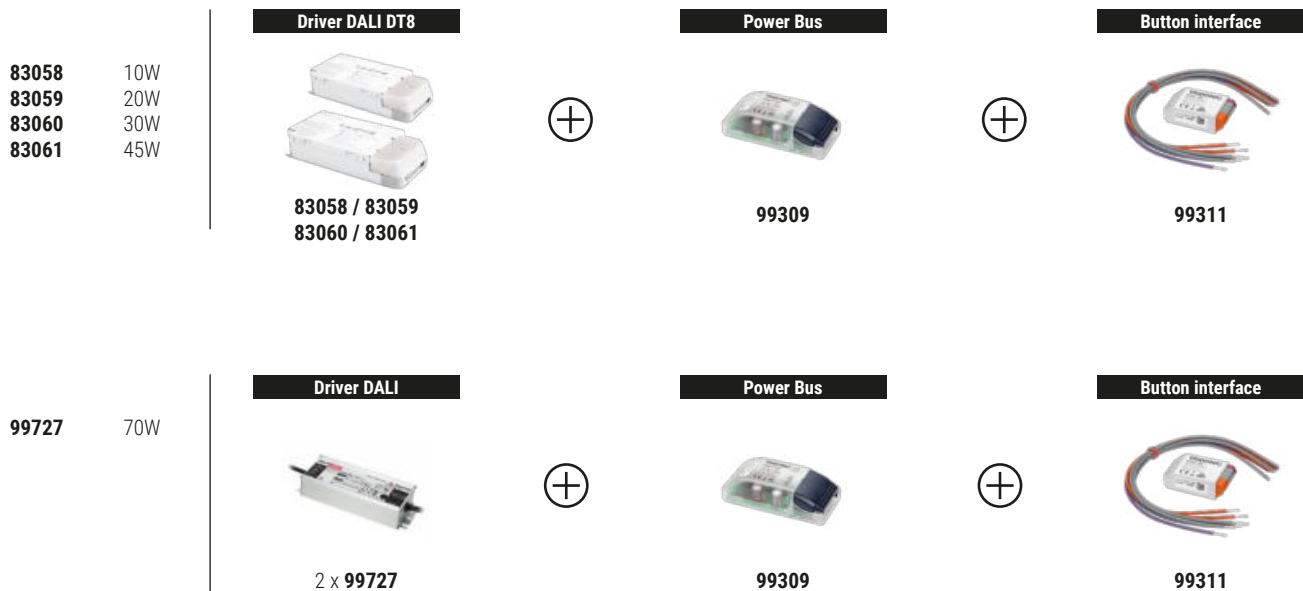 Driver DALI DT8
Power Bus
Button interface
83058 10W
83059 20W
83060 30W
83061 45W
83058 / 83059
83060 / 83061
99309
99311
Driver DALI
Power Bus
Button interface
99727 70W
2 x 99727
99309
99311